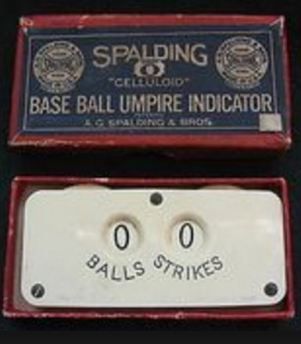 SPALDING
"CELLULOID"
BASE BALL UMPIRE INDICATOR
A.G. SPALDING & BROS.
0 0
BALLS STRIKES